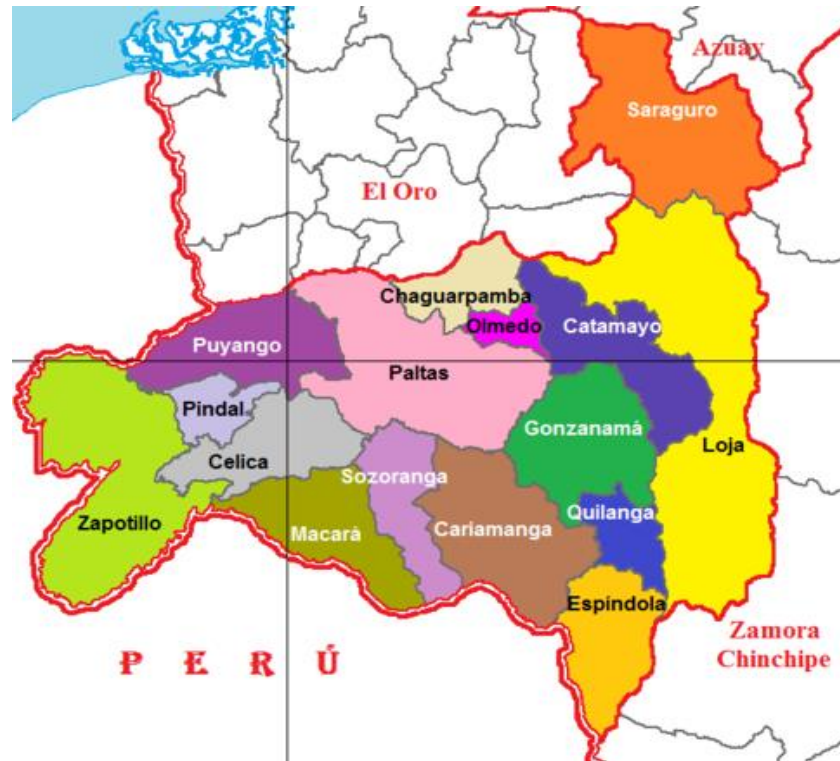 Azuay
Saraguro
El Oro
Chaguarpamba
Olmedo
Catamayo
Puyango
Paltas
Pindal
Gonzanamá
Loja
Celica
Sozoranga
Zapotillo
Macarà
Cariamanga
Quilanga
Espíndola
Zamora
Chinchipe
P E R Ú